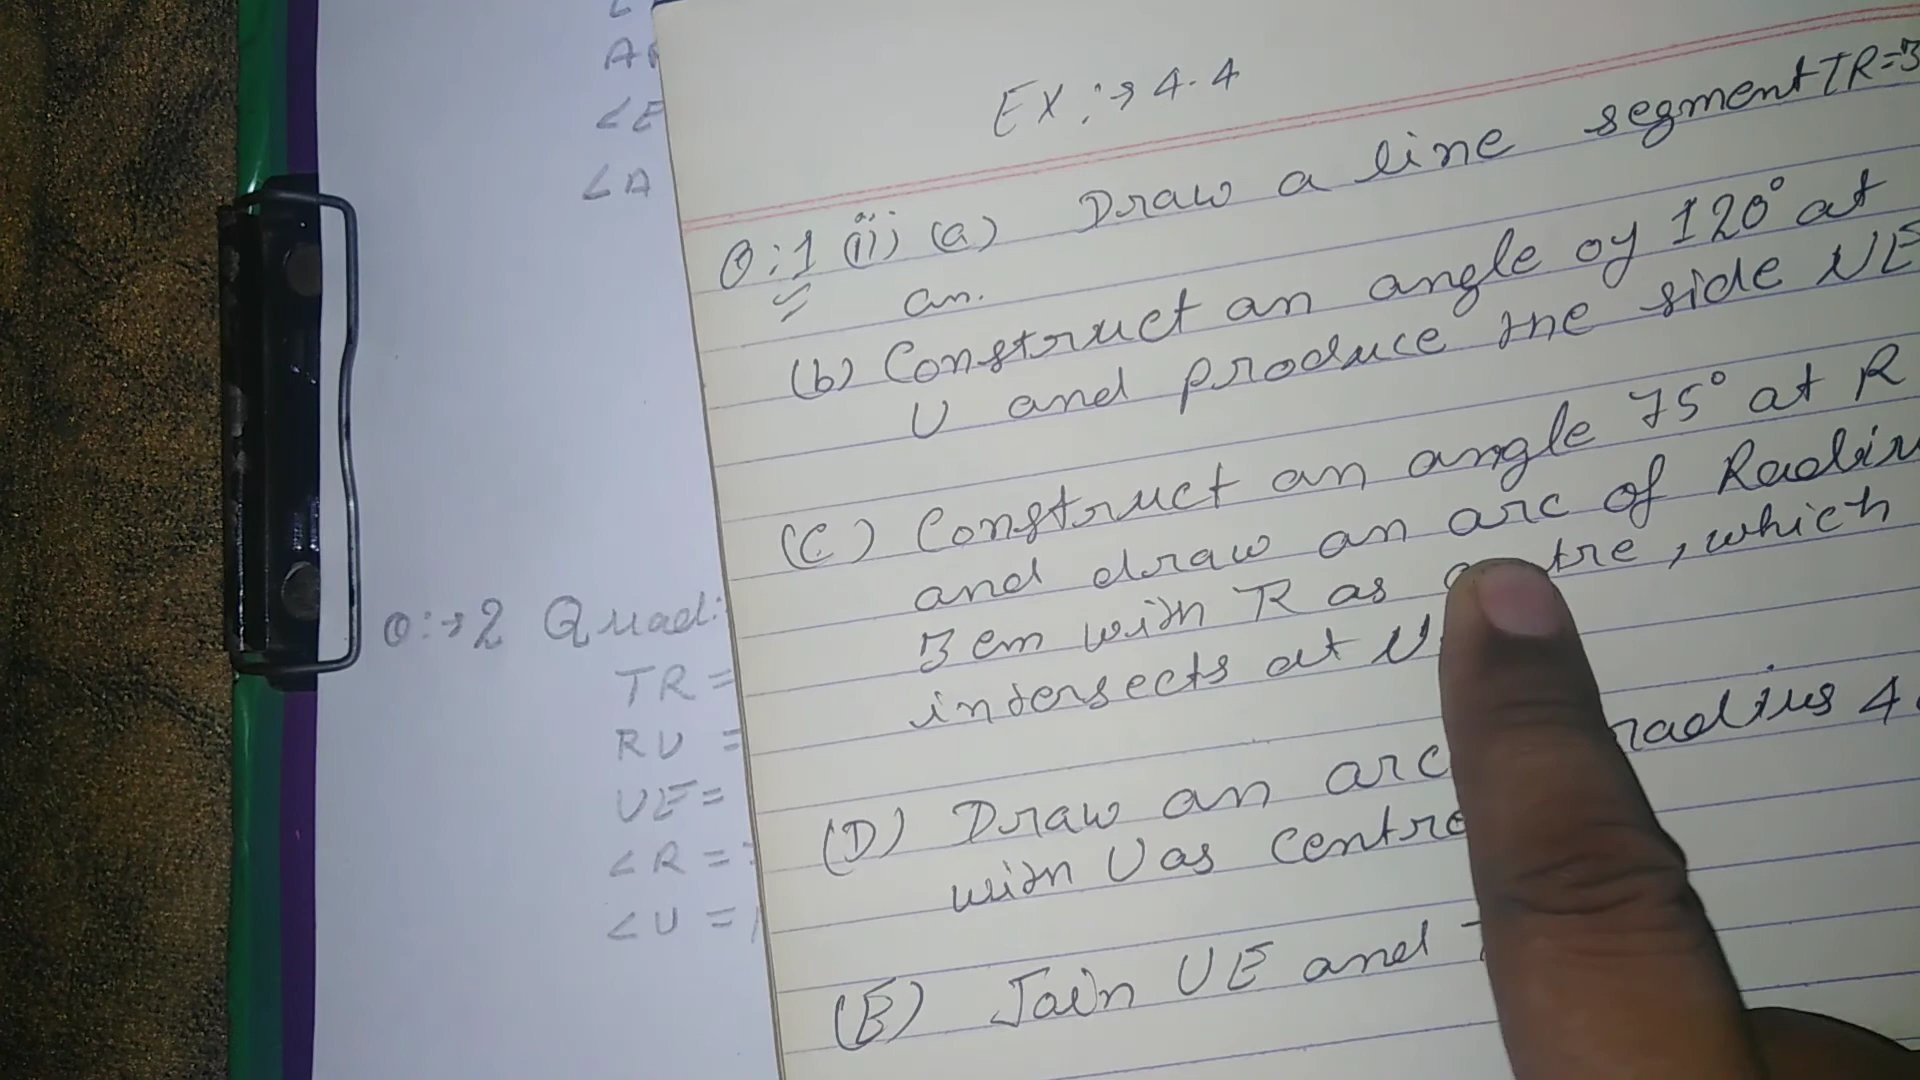 EX :→ 4.4
Q:1 (ii) (a) Draw a line segment TR=3
cm.
(b) Construct an angle of 120° at
U and produce the side UE
(C) Construct an angle 75° at R
and draw an arc of Radiu
3 cm with R as tre, which
intersects at U
(D) Draw an arc radius 4
with U as Centre
(E) Join UE and
∠E
∠A
Q:→2 Quad:
TR =
RU =
UE =
∠R =
∠U =